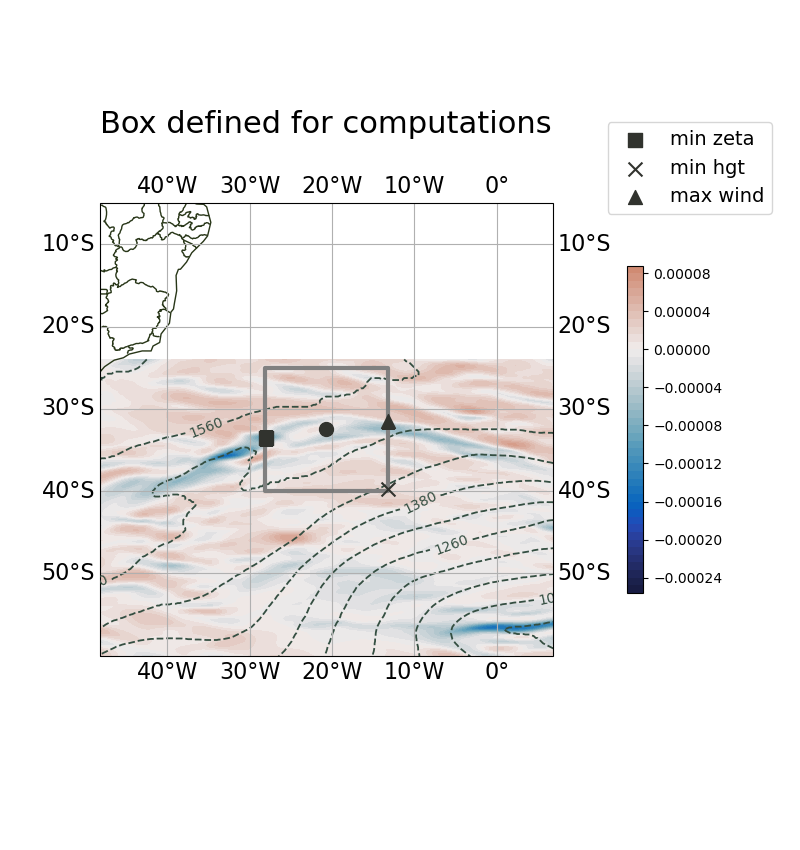 Box defined for computations
min zeta
min hgt
max wind
40°W 30°W 20°W 10°W 0°
10°S 10°S
20°S 20°S
30°S 30°S
40°S 40°S
50°S 50°S
40°W 30°W 20°W 10°W 0°
1560
1380
1260
0
10
0.00008
0.00004
0.00000
−0.00004
−0.00008
−0.00012
−0.00016
−0.00020
−0.00024